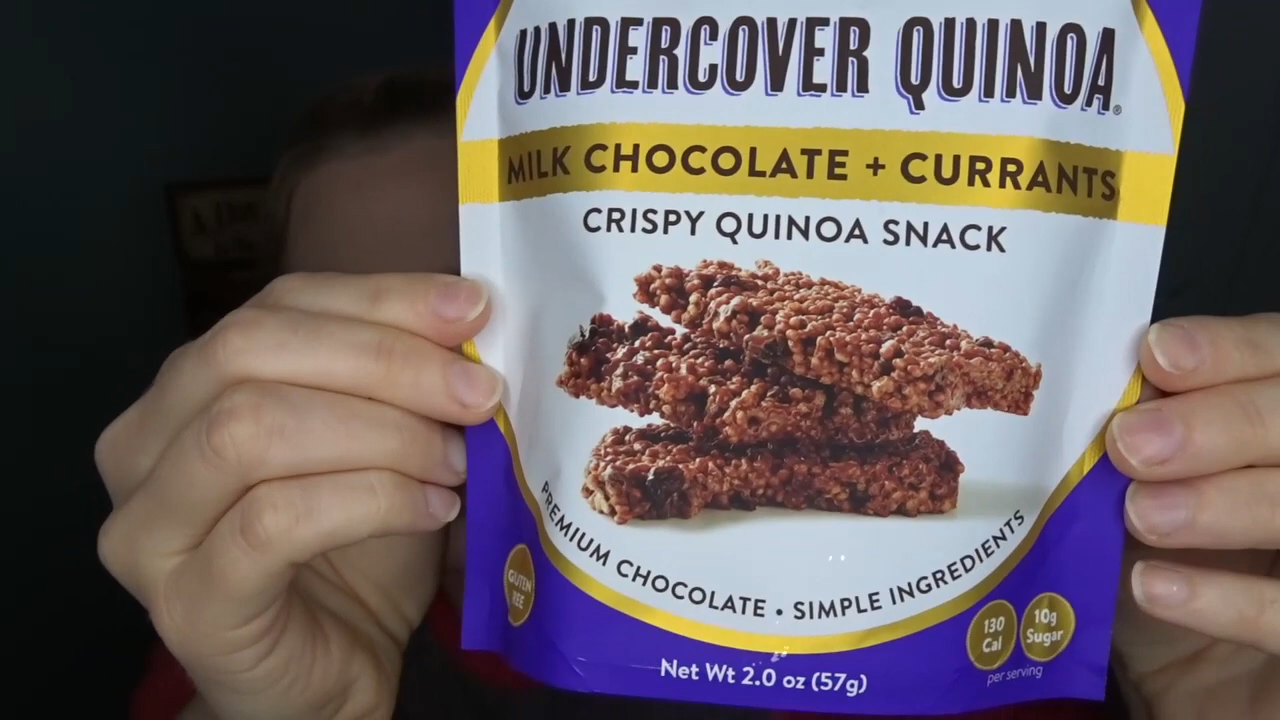 UNDERCOVER QUINOA®
MILK CHOCOLATE + CURRANTS
CRISPY QUINOA SNACK
PREMIUM CHOCOLATE • SIMPLE INGREDIENTS
GLUTEN
FREE
130
Cal
10g
Sugar
per serving
Net Wt 2.0 oz (57g)